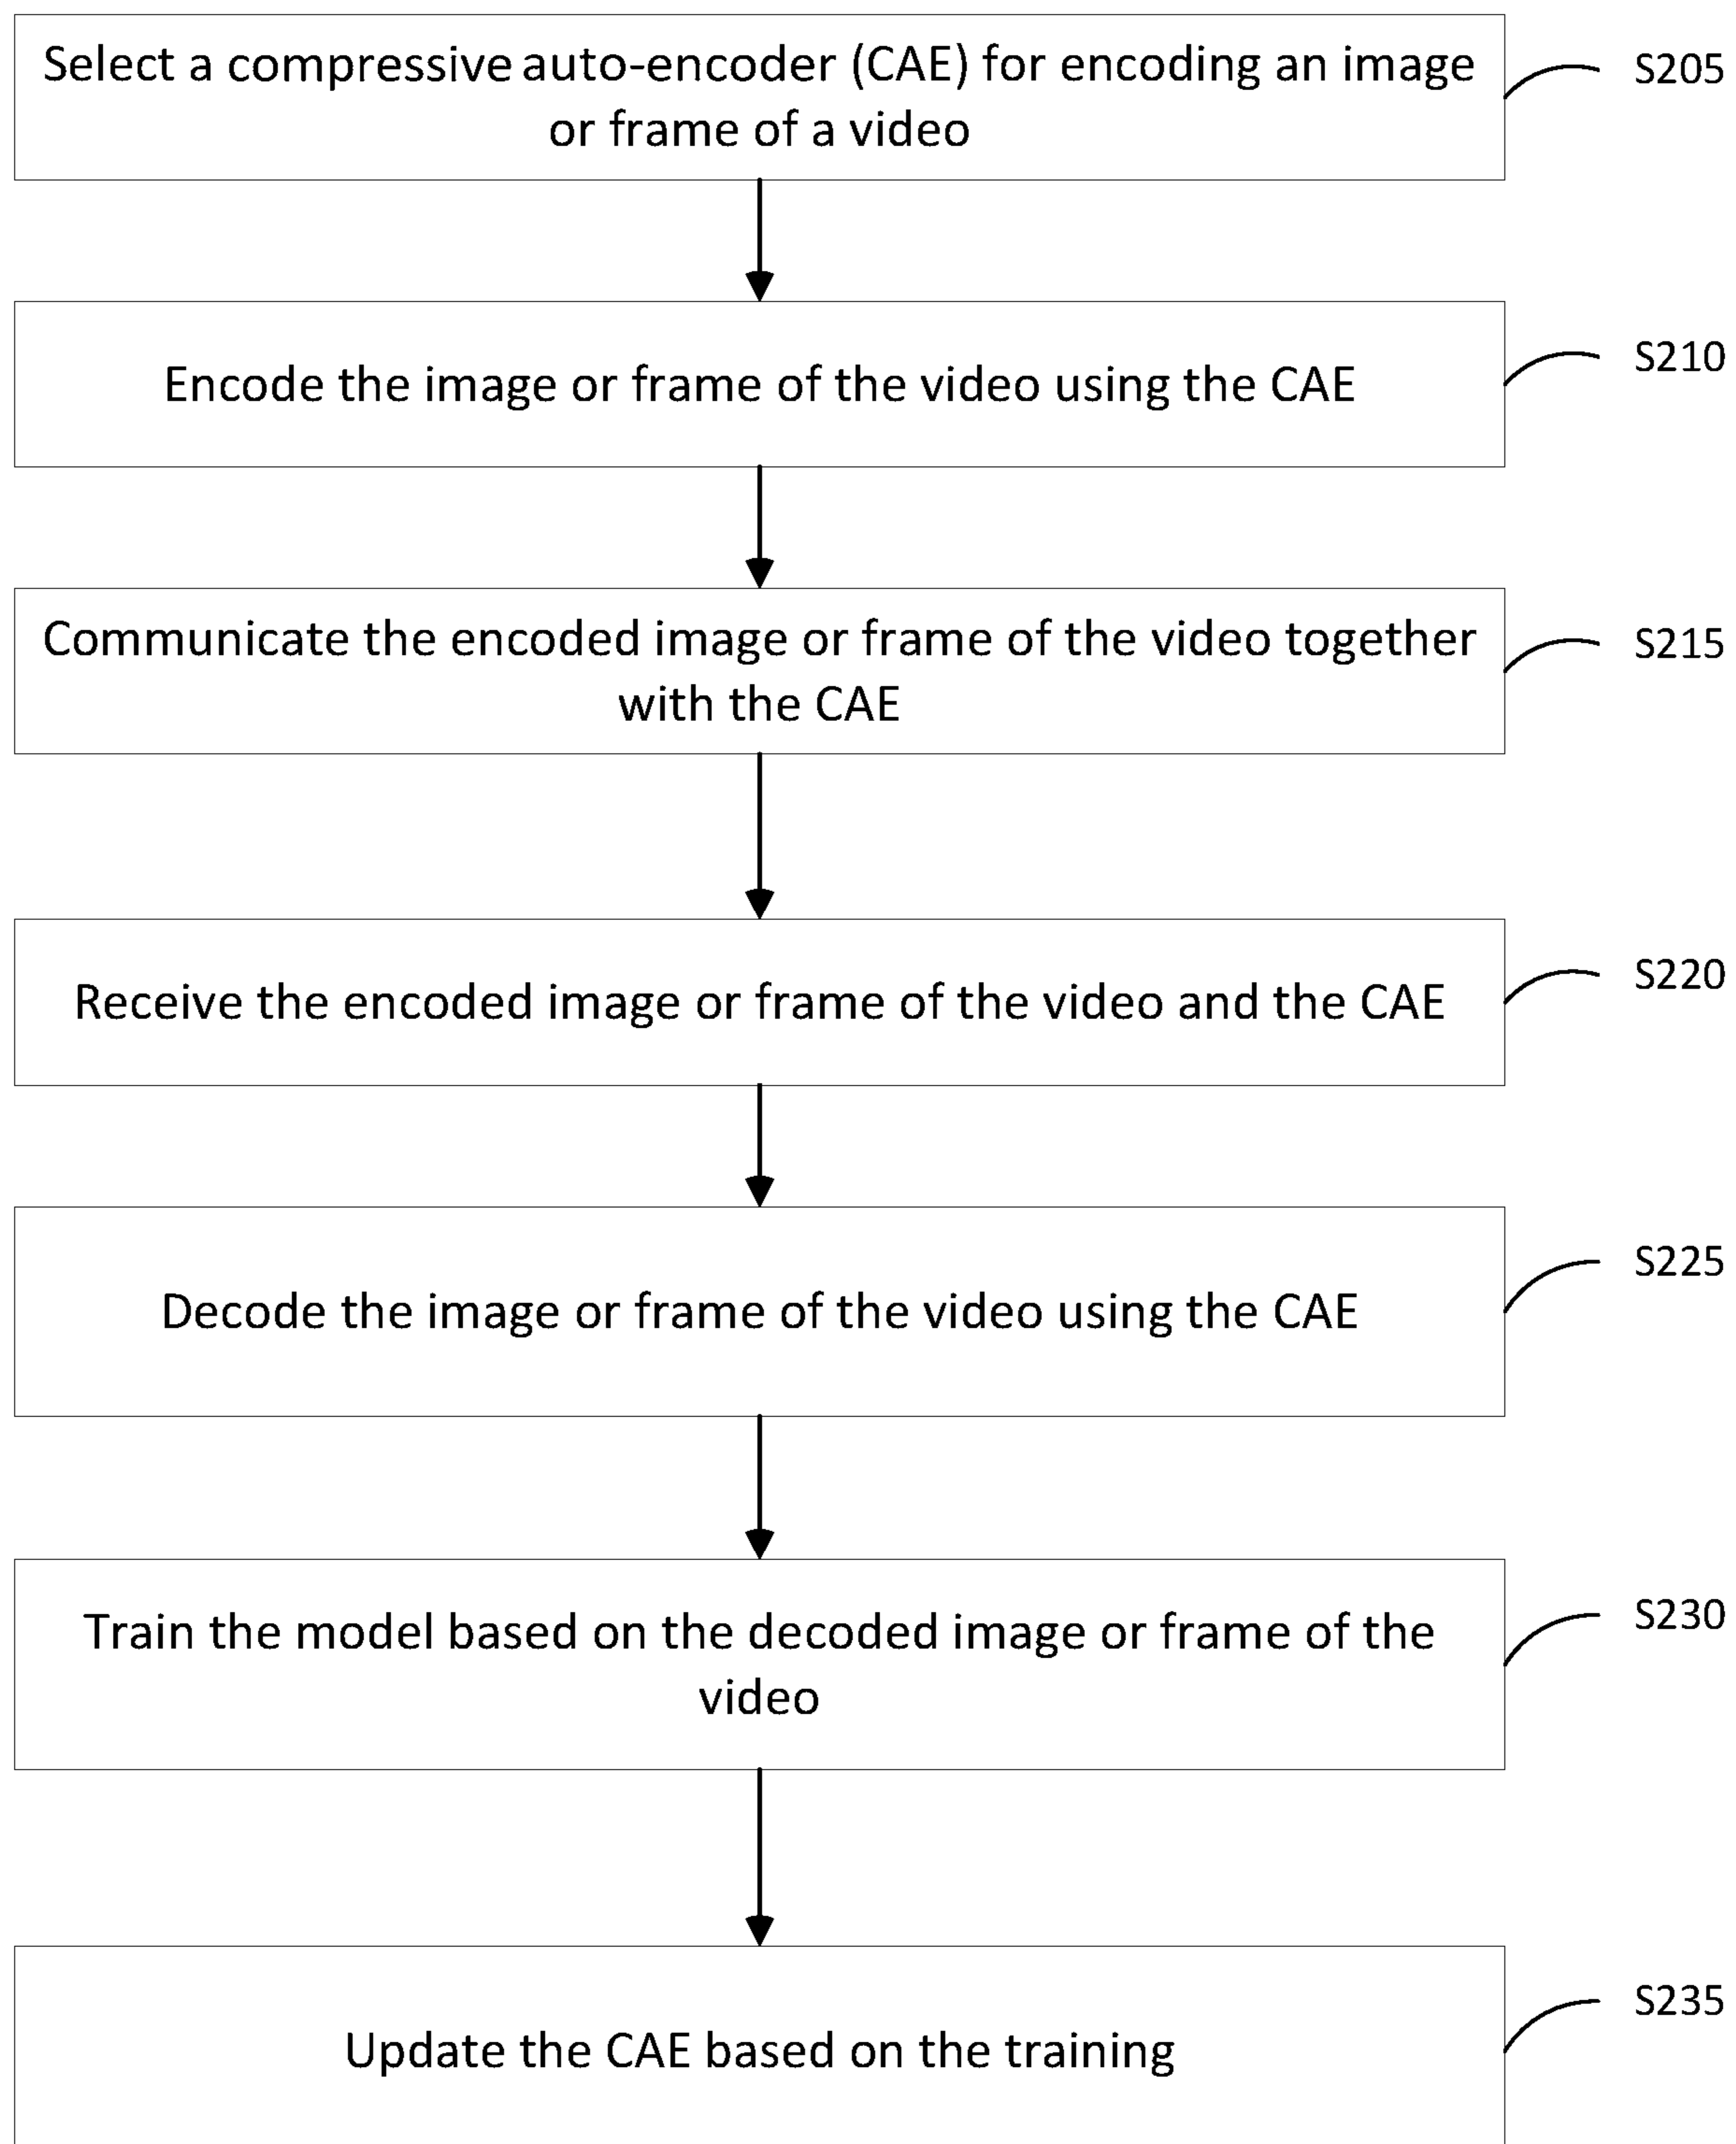 Select a compressive auto-encoder (CAE) for encoding an image
or frame of a video
S205
Encode the image or frame of the video using the CAE
S210
Communicate the encoded image or frame of the video together
with the CAE
S215
Receive the encoded image or frame of the video and the CAE
S220
Decode the image or frame of the video using the CAE
S225
Train the model based on the decoded image or frame of the
video
S230
Update the CAE based on the training
S235